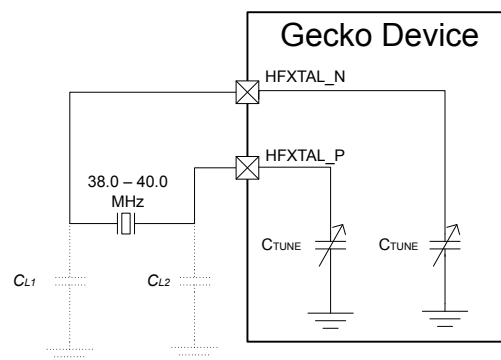 Gecko Device
HFXTAL_N
HFXTAL_P
38.0 – 40.0
MHz
CTUNE
CTUNE
CL1
CL2